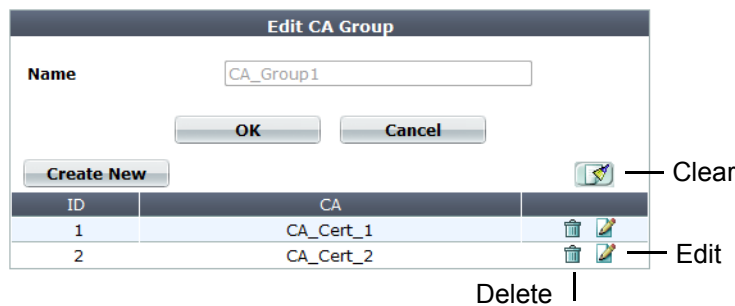 Edit CA Group
Name CA_Group1
OK Cancel
Create New Clear
ID CA
1 CA_Cert_1
2 CA_Cert_2 Edit
Delete